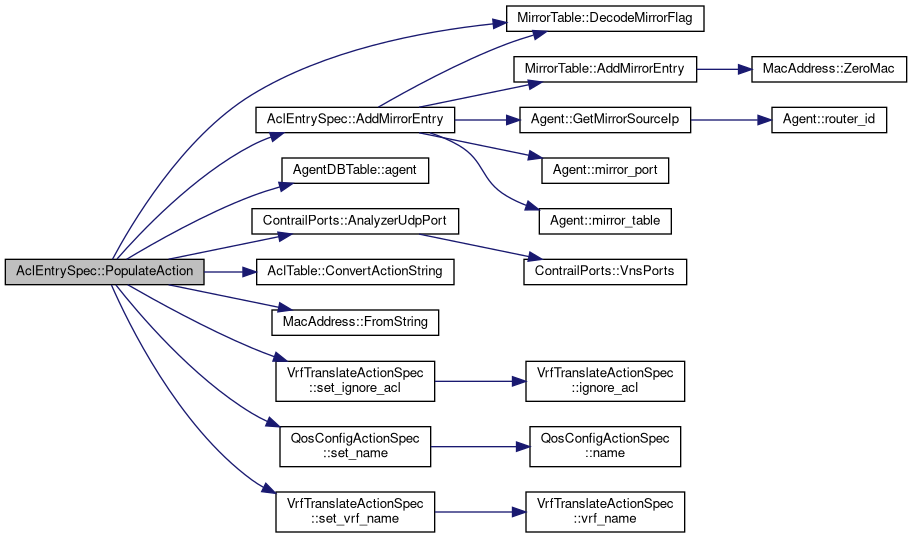 MirrorTable::DecodeMirrorFlag
MirrorTable::AddMirrorEntry
MacAddress::ZeroMac
AclEntrySpec::AddMirrorEntry
Agent::GetMirrorSourceIp
Agent::router_id
AgentDBTable::agent
Agent::mirror_port
ContrailPorts::AnalyzerUdpPort
Agent::mirror_table
AclEntrySpec::PopulateAction
AclTable::ConvertActionString
ContrailPorts::VnsPorts
MacAddress::FromString
VrfTranslateActionSpec
::set_ignore_acl
VrfTranslateActionSpec
::ignore_acl
QosConfigActionSpec
::set_name
QosConfigActionSpec
::name
VrfTranslateActionSpec
::set_vrf_name
VrfTranslateActionSpec
::vrf_name